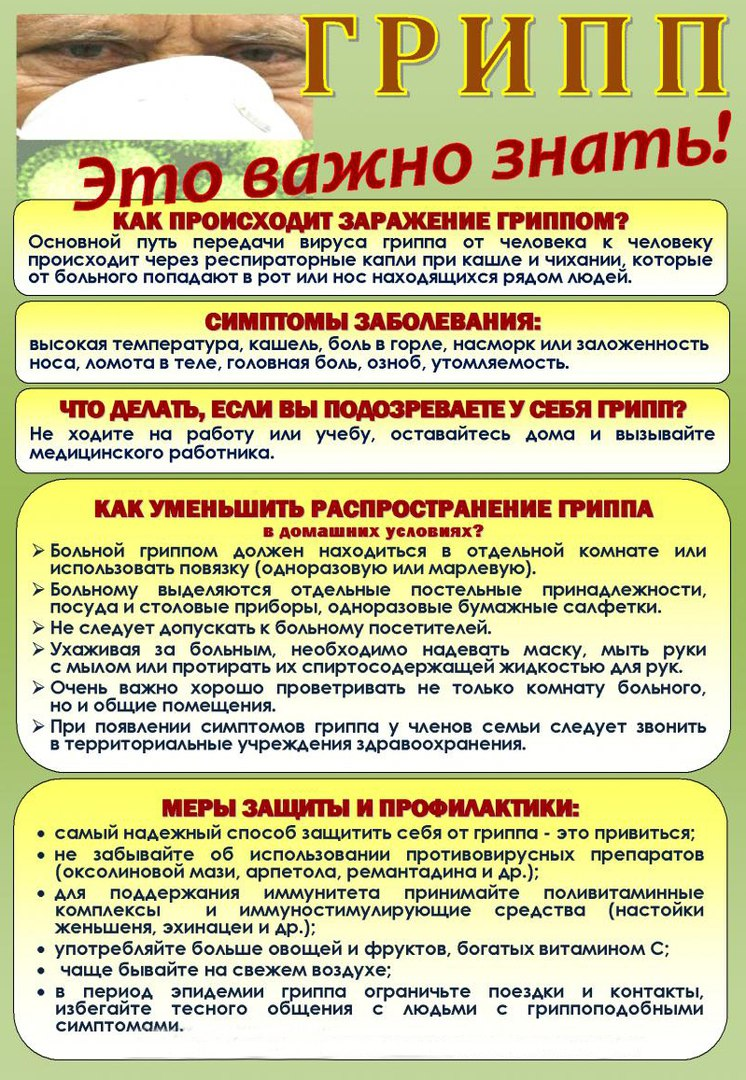 ГРИПП
Это важно знать!
КАК ПРОИСХОДИТ ЗАРАЖЕНИЕ ГРИППОМ?
Основной путь передачи вируса гриппа от человека к человеку
происходит через респираторные капли при кашле и чихании, которые
от больного попадают в рот или нос находящихся рядом людей.
СИМПТОМЫ ЗАБОЛЕВАНИЯ:
высокая температура, кашель, боль в горле, насморк или заложенность
носа, ломота в теле, головная боль, озноб, утомляемость.
ЧТО ДЕЛАТЬ, ЕСЛИ ВЫ ПОДОЗРЕВАЕТЕ У СЕБЯ ГРИПП?
Не ходите на работу или учебу, оставайтесь дома и вызывайте
медицинского работника.
КАК УМЕНЬШИТЬ РАСПРОСТРАНЕНИЕ ГРИППА
в домашних условиях?
➢ Больной гриппом должен находиться в отдельной комнате или
использовать повязку (одноразовую или марлевую).
➢ Больному выделяются отдельные постельные принадлежности,
посуда и столовые приборы, одноразовые бумажные салфетки.
➢ Не следует допускать к больному посетителей.
➢ Ухаживая за больным, необходимо надевать маску, мыть руки
с мылом или протирать их спиртосодержащей жидкостью для рук.
➢ Очень важно хорошо проветривать не только комнату больного,
но и общие помещения.
➢ При появлении симптомов гриппа у членов семьи следует звонить
в территориальные учреждения здравоохранения.
МЕРЫ ЗАЩИТЫ И ПРОФИЛАКТИКИ:
• самый надежный способ защитить себя от гриппа - это привиться;
• не забывайте об использовании противовирусных препаратов
(оксолиновой мази, арпетола, ремантадина и др.);
• для поддержания иммунитета принимайте поливитаминные
комплексы и иммуностимулирующие средства (настойки
женьшеня, эхинацеи и др.);
• употребляйте больше овощей и фруктов, богатых витамином С;
• чаще бывайте на свежем воздухе;
• в период эпидемии гриппа ограничьте поездки и контакты,
избегайте тесного общения с людьми с гриппоподобными
симптомами.